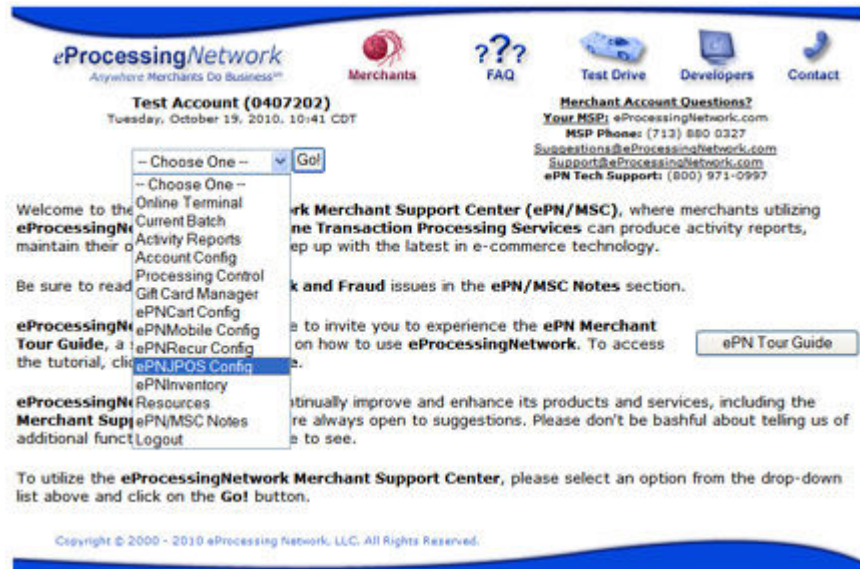 eProcessingNetwork
Anywhere Merchants Do Business℠
Merchants
???
FAQ
Test Drive
Developers
Contact
Test Account (0407202)
Tuesday, October 19, 2010, 10:41 CDT
Merchant Account Questions?
Your MSP: eProcessingNetwork.com
MSP Phone: (713) 880 0327
Suggestions@eProcessingNetwork.com
Support@eProcessingNetwork.com
ePN Tech Support: (800) 971-0997
-- Choose One --
Go!
-- Choose One --
Online Terminal
Current Batch
Activity Reports
Account Config
Processing Control
Gift Card Manager
ePNCart Config
ePNMobile Config
ePNRecur Config
ePNJPOS Config
ePNInventory
Resources
ePN/MSC Notes
Logout
Welcome to the rk Merchant Support Center (ePN/MSC), where merchants utilizing
eProcessingNe ne Transaction Processing Services can produce activity reports,
maintain their o ep up with the latest in e-commerce technology.
Be sure to read k and Fraud issues in the ePN/MSC Notes section.
eProcessingNe e to invite you to experience the ePN Merchant
Tour Guide, a s on how to use eProcessingNetwork. To access
the tutorial, clic e.
ePN Tour Guide
eProcessingNe tinually improve and enhance its products and services, including the
Merchant Supp re always open to suggestions. Please don't be bashful about telling us of
additional funct e to see.
To utilize the eProcessingNetwork Merchant Support Center, please select an option from the drop-down
list above and click on the Go! button.
Copyright © 2000 - 2010 eProcessing Network, LLC. All Rights Reserved.